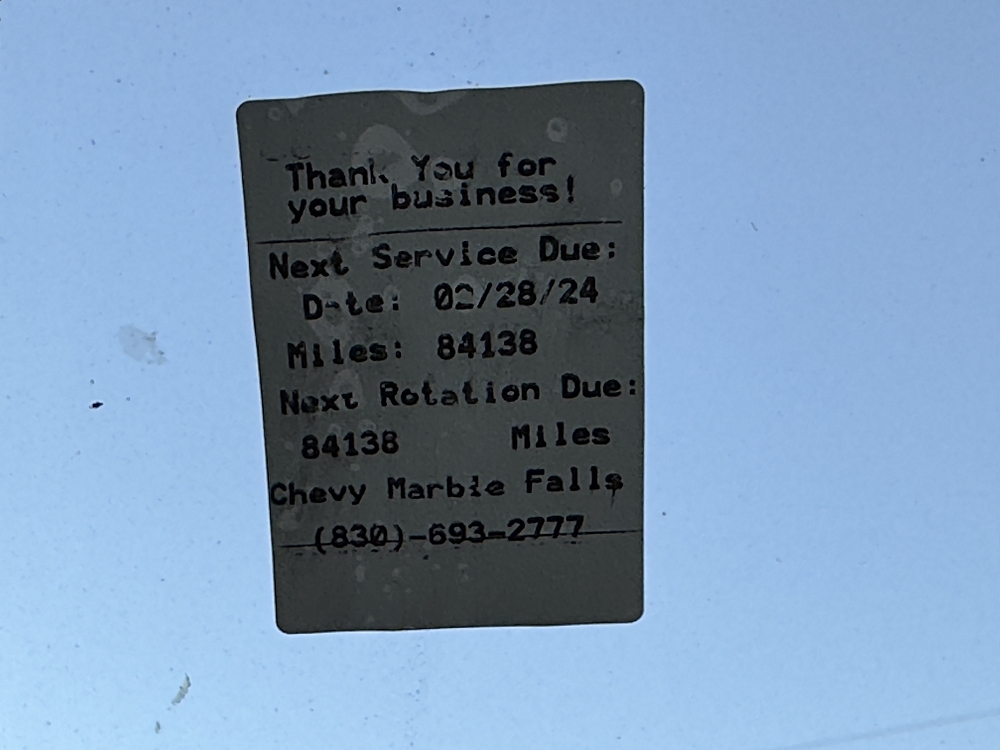 Thank You for
your business!
Next Service Due:
Date: 02/28/24
Miles: 84138
Next Rotation Due:
84138 Miles
Chevy Marble Falls
(830)-693-2777